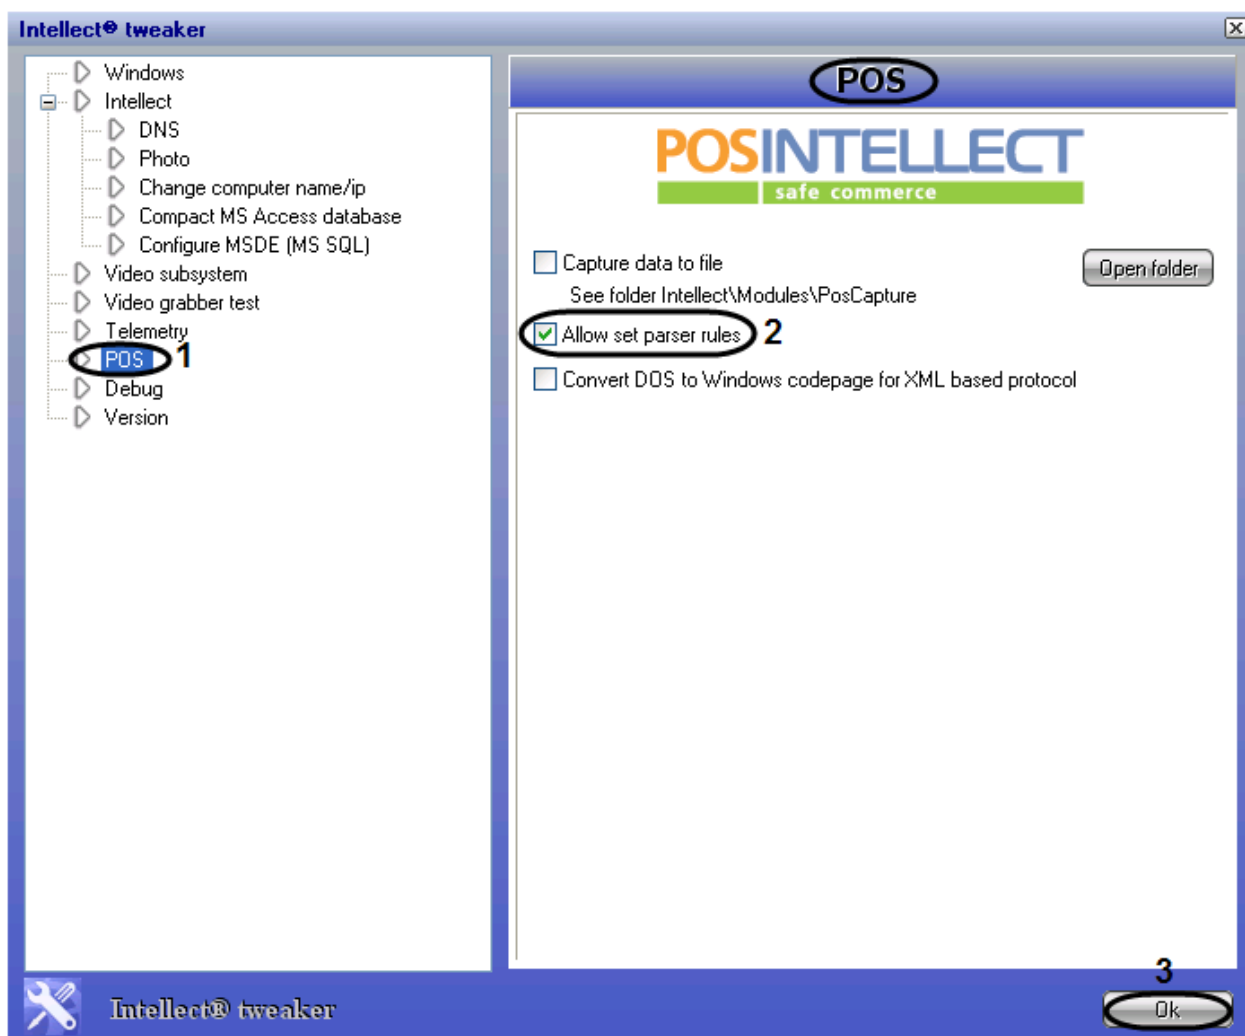 Intellect® tweaker
Windows
Intellect
DNS
Photo
Change computer name/ip
Compact MS Access database
Configure MSDE (MS SQL)
Video subsystem
Video grabber test
Telemetry
POS 1
Debug
Version
POS
POSINTELLECT
safe commerce
Capture data to file
Open folder
See folder Intellect\Modules\PosCapture
Allow set parser rules 2
Convert DOS to Windows codepage for XML based protocol
Intellect® tweaker
3
Ok